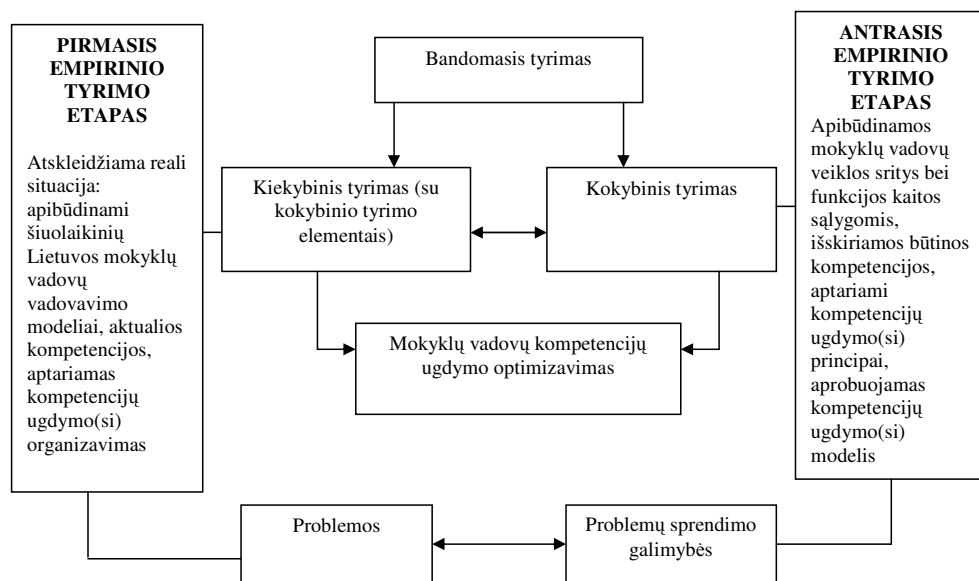 PIRMASIS
EMPIRINIO
TYRIMO
ETAPAS
Atskleidžiama reali
situacija:
apibūdinami
šiuolaikinių
Lietuvos mokyklų
vadovų
vadovavimo
modeliai, aktualios
kompetencijos,
aptariamas
kompetencijų
ugdymo(si)
organizavimas
Bandomasis tyrimas
Kiekybinis tyrimas (su
kokybinio tyrimo
elementais)
Kokybinis tyrimas
Mokyklų vadovų kompetencijų
ugdymo optimizavimas
ANTRASIS
EMPIRINIO
TYRIMO
ETAPAS
Apibūdinamos
mokyklų vadovų
veiklos sritys bei
funkcijos kaitos
sąlygomis,
išskiriamos būtinos
kompetencijos,
aptariami
kompetencijų
ugdymo(si)
principai,
aprobuojamas
kompetencijų
ugdymo(si)
modelis
Problemos
Problemų sprendimo
galimybės